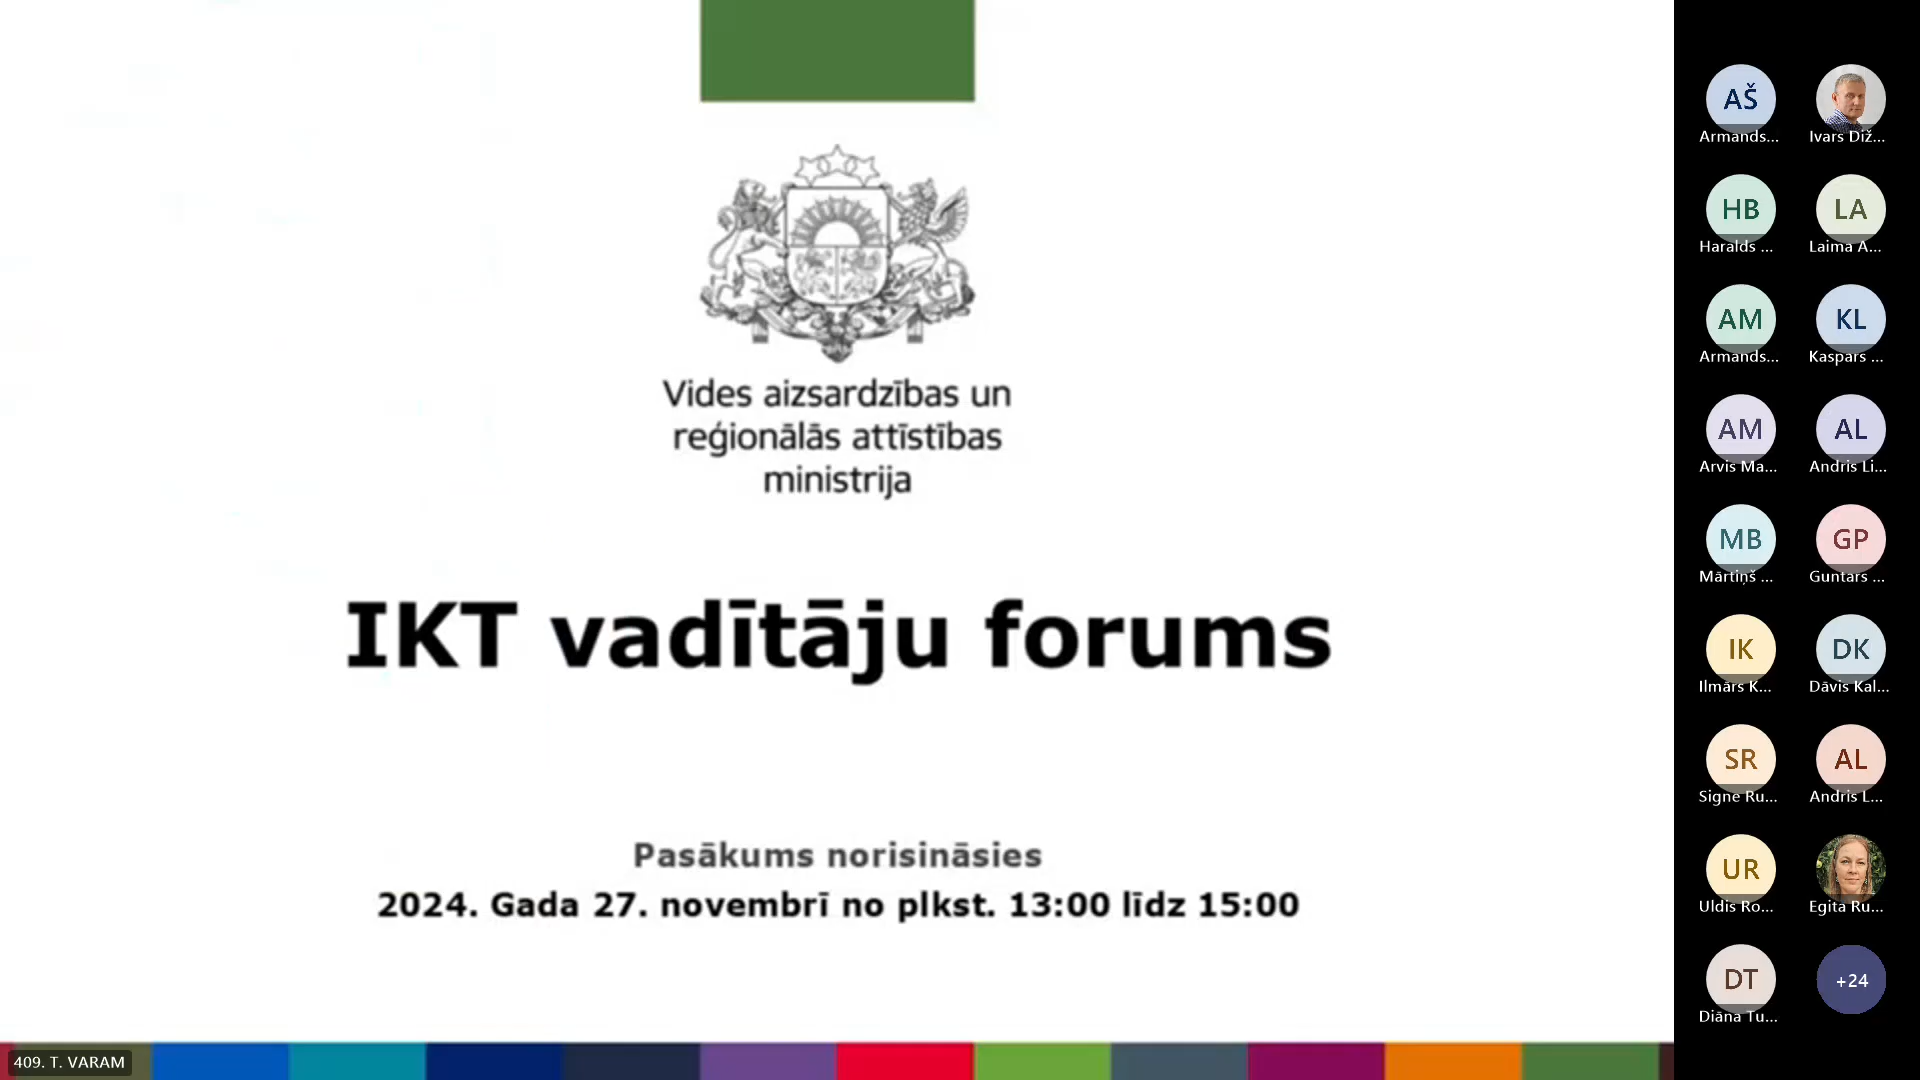 Vides aizsardzības un
reģionālās attīstības
ministrija
IKT vadītāju forums
Pasākums norisināsies
2024. Gada 27. novembrī no plkst. 13:00 līdz 15:00
409. T. VARAM
AŠ
Armands...
Ivars Diž...
HB
Haralds ...
LA
Laima A...
AM
Armands...
KL
Kaspars ...
AM
Arvis Ma...
AL
Andris Li...
MB
Mārtiņš ...
GP
Guntars ...
IK
Ilmārs K...
DK
Dāvis Kal...
SR
Signe Ru...
AL
Andris L...
UR
Uldis Ro...
Egita Ru...
DT
Diāna Tu...
+24